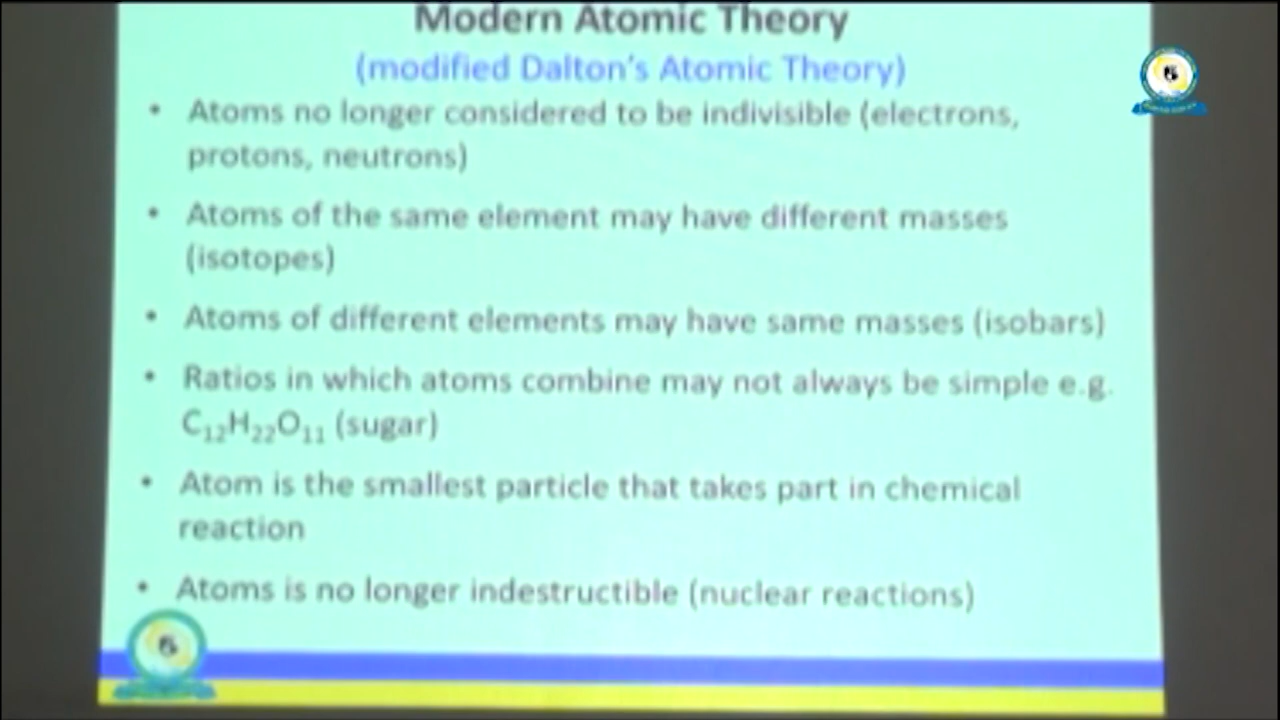 Modern Atomic Theory
(modified Dalton's Atomic Theory)
• Atoms no longer considered to be indivisible (electrons,
protons, neutrons)
• Atoms of the same element may have different masses
(isotopes)
• Atoms of different elements may have same masses (isobars)
• Ratios in which atoms combine may not always be simple e.g.
C₁₂H₂₂O₁₁ (sugar)
• Atom is the smallest particle that takes part in chemical
reaction
• Atoms is no longer indestructible (nuclear reactions)